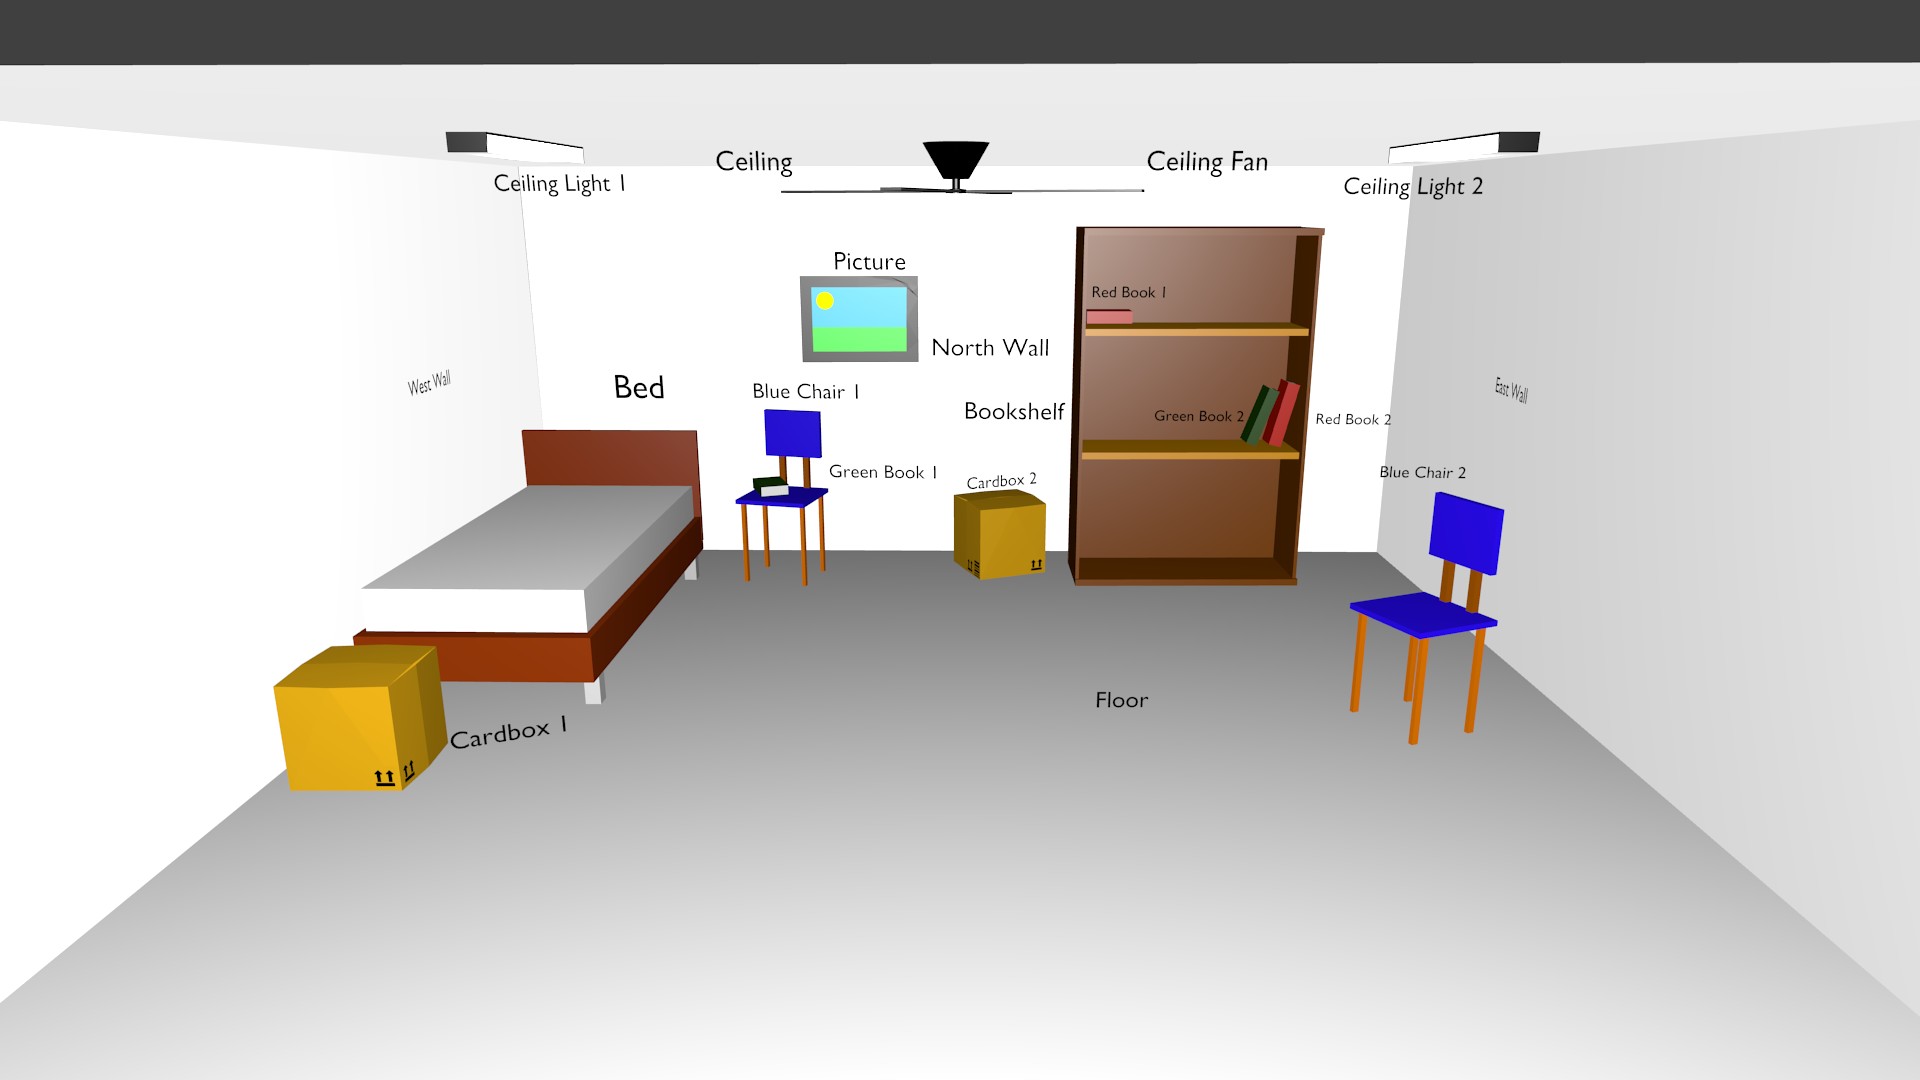 Ceiling
Ceiling Fan
Ceiling Light 1
Ceiling Light 2
Picture
Red Book 1
North Wall
West Wall
Bed
Blue Chair 1
East Wall
Bookshelf
Green Book 2
Red Book 2
Green Book 1
Cardbox 2
Blue Chair 2
Floor
Cardbox 1